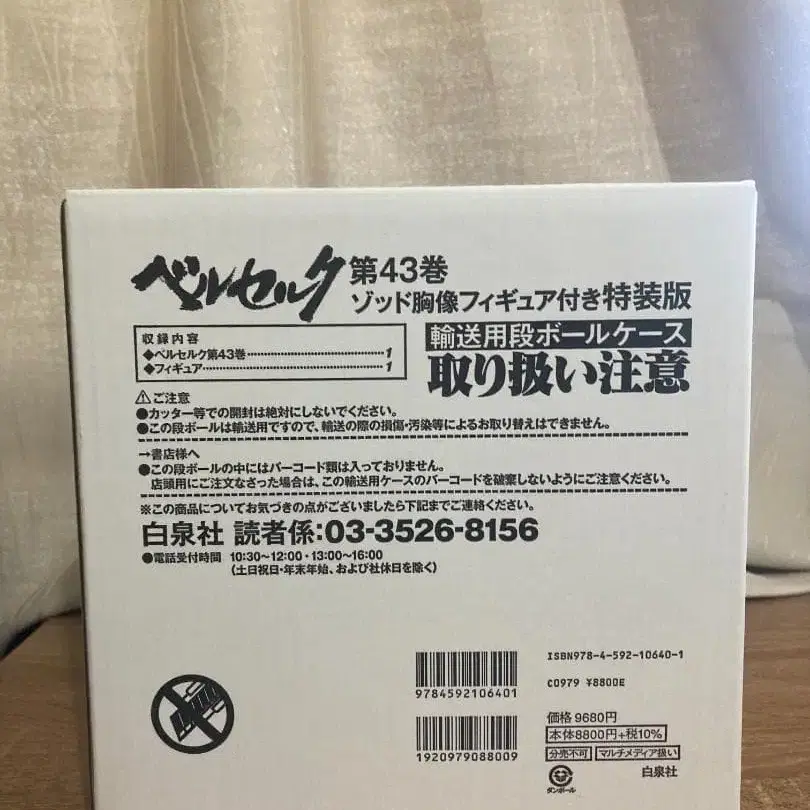 ベルセルク 第43巻
ゾッド胸像フィギュア付き特装版
収録内容
◆ベルセルク第43巻……………………1
◆フィギュア……………………………1
輸送用段ボールケース
取り扱い注意
⚠ご注意
●カッター等での開封は絶対にしないでください。
●この段ボールは輸送用ですので、輸送の際の損傷・汚染等によるお取り替えはできません。
→書店様へ
●この段ボールの中にはバーコード類は入っておりません。
店頭用にご注文なさった場合は、この輸送用ケースのバーコードを破棄しないようにご注意ください。
※この商品についてお気づきの点がございましたら下記までご連絡ください。
白泉社 読者係:03-3526-8156
●電話受付時間 10:30〜12:00・13:00〜16:00
(土日祝日・年末年始、および社休日を除く)
9784592106401
ISBN978-4-592-10640-1
C0979 ¥8800E
1920979088009
価格 9680円
本体8800円+税10%
分売不可 マルチメディア扱い
ダンボール
白泉社